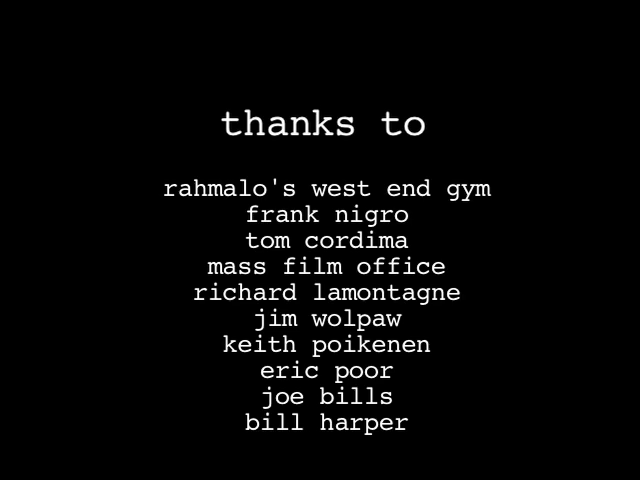 thanks to
rahmalo's west end gym
frank nigro
tom cordima
mass film office
richard lamontagne
jim wolpaw
keith poikenen
eric poor
joe bills
bill harper